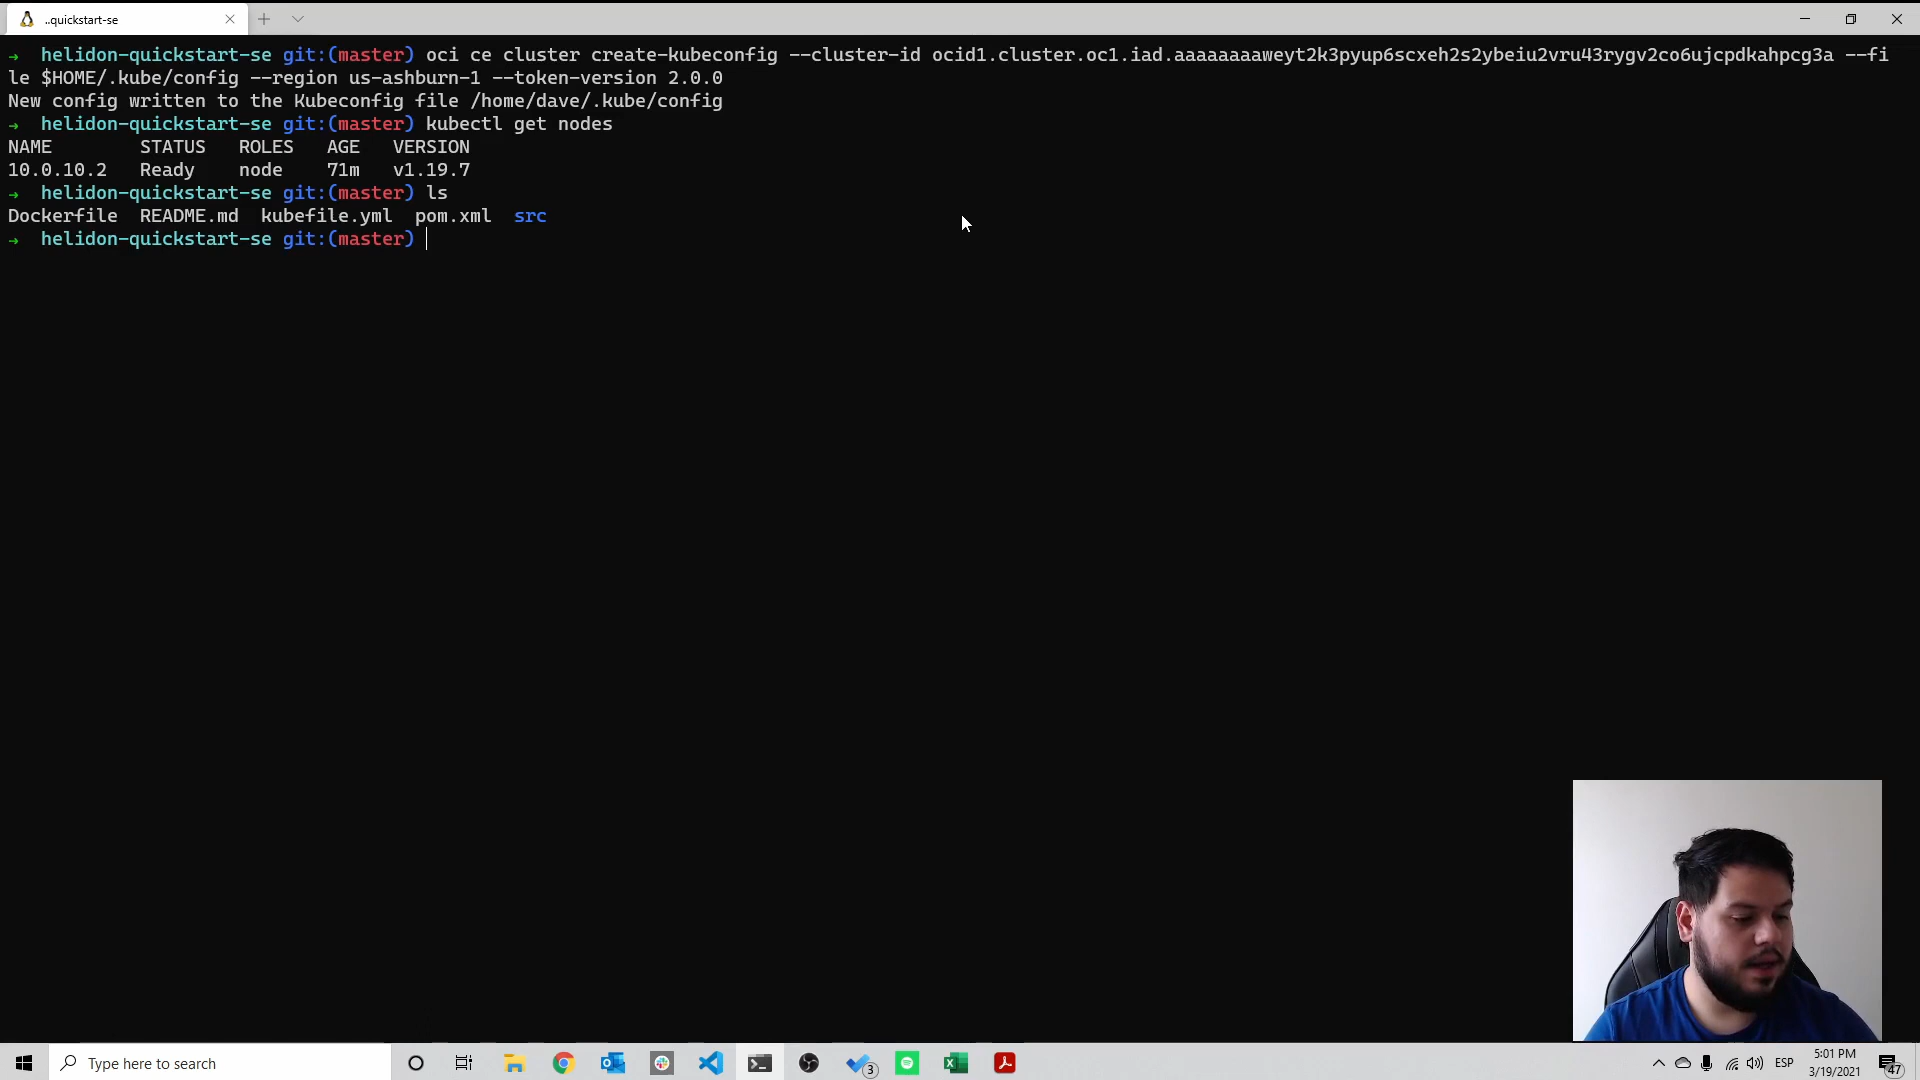 ..quickstart-se
→ helidon-quickstart-se git:(master) oci ce cluster create-kubeconfig --cluster-id ocid1.cluster.oc1.iad.aaaaaaaaweyt2k3pyup6scxeh2s2ybeiu2vru43rygv2co6ujcpdkahpcg3a --fi
le $HOME/.kube/config --region us-ashburn-1 --token-version 2.0.0
New config written to the Kubeconfig file /home/dave/.kube/config
→ helidon-quickstart-se git:(master) kubectl get nodes
NAME STATUS ROLES AGE VERSION
10.0.10.2 Ready node 71m v1.19.7
→ helidon-quickstart-se git:(master) ls
Dockerfile README.md kubefile.yml pom.xml src
→ helidon-quickstart-se git:(master)
Type here to search
3
ESP
5:01 PM
3/19/2021
47